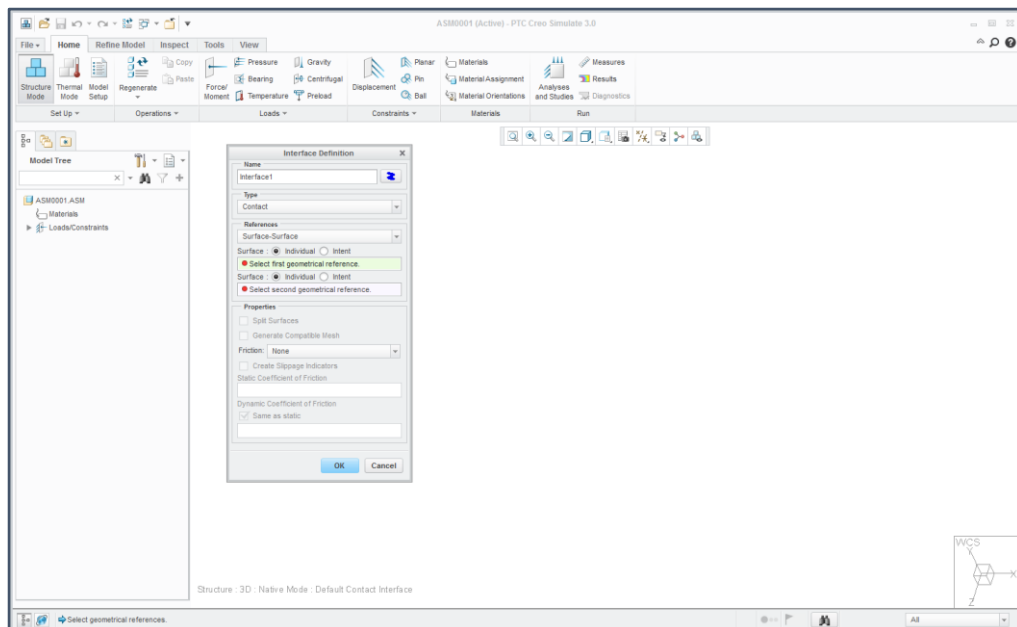 ASM0001 (Active) - PTC Creo Simulate 3.0
File Home Refine Model Inspect Tools View
Structure Mode
Thermal Mode
Model Setup
Set Up
Regenerate
Copy
Paste
Operations
Force/ Moment
Pressure
Bearing
Temperature
Gravity
Centrifugal
Preload
Loads
Displacement
Planar
Pin
Ball
Constraints
Materials
Material Assignment
Material Orientations
Materials
Analyses and Studies
Measures
Results
Diagnostics
Run
Model Tree
ASM0001.ASM
Materials
Loads/Constraints
Interface Definition
Name
Interface1
Type
Contact
References
Surface-Surface
Surface : Individual Intent
Select first geometrical reference.
Surface : Individual Intent
Select second geometrical reference.
Properties
Split Surfaces
Generate Compatible Mesh
Friction: None
Create Slippage Indicators
Static Coefficient of Friction
Dynamic Coefficient of Friction
Same as static
OK Cancel
WCS
Y
X
Z
Structure : 3D : Native Mode : Default Contact Interface
Select geometrical references.
All